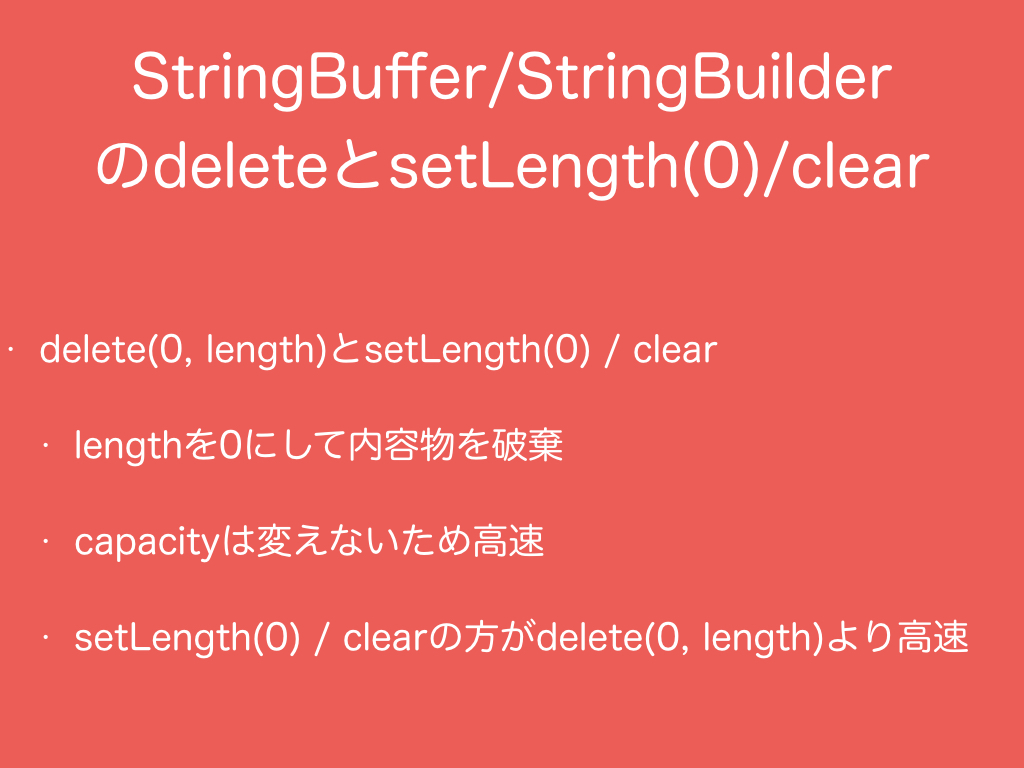 StringBuffer/StringBuilder
のdeleteとsetLength(0)/clear
・ delete(0, length)とsetLength(0) / clear
・ lengthを0にして内容物を破棄
・ capacityは変えないため高速
・ setLength(0) / clearの方がdelete(0, length)より高速